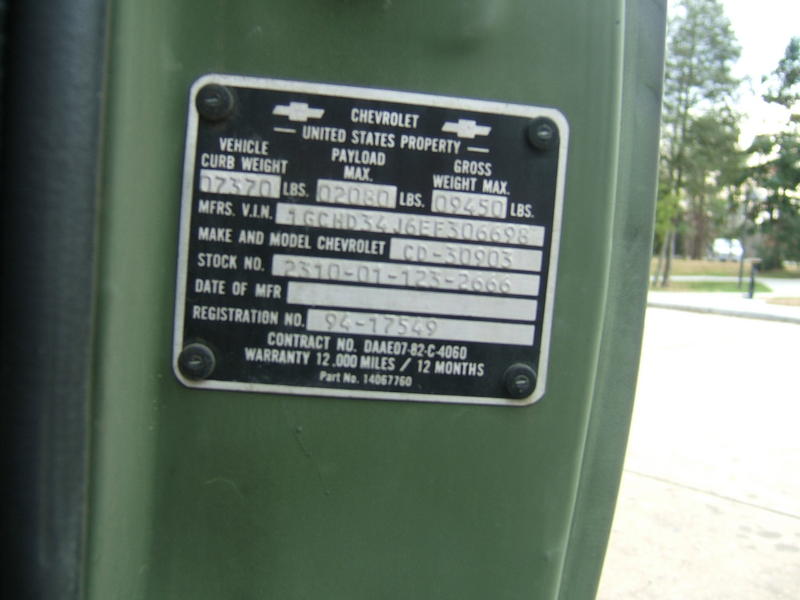 CHEVROLET
UNITED STATES PROPERTY
VEHICLE CURB WEIGHT
PAYLOAD MAX.
GROSS WEIGHT MAX.
07370 LBS. 02080 LBS. 09450 LBS.
MFRS. V.I.N. 1GCHD34J6EF306698
MAKE AND MODEL CHEVROLET CD-30903
STOCK NO. 2310-01-123-2666
DATE OF MFR
REGISTRATION NO. 94-17549
CONTRACT NO. DAAE07-82-C-4060
WARRANTY 12,000 MILES / 12 MONTHS
Part No. 14067760